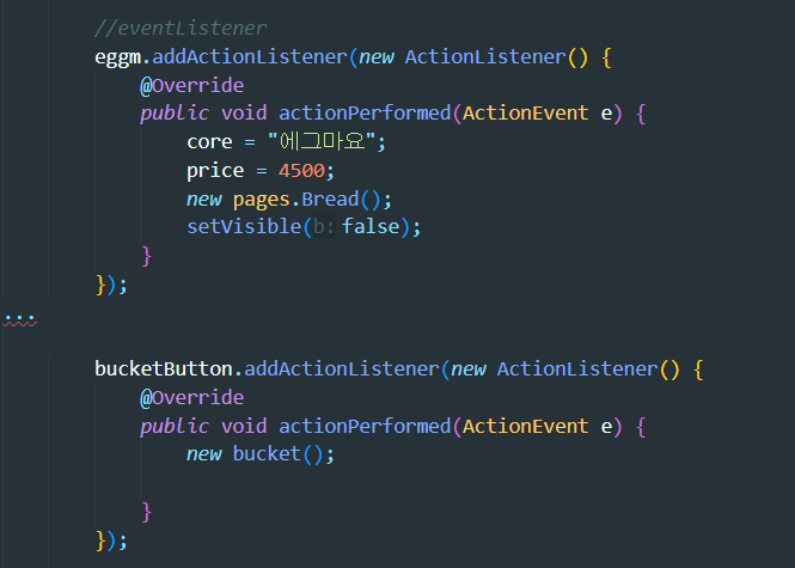 //eventListener
eggm.addActionListener(new ActionListener() {
@Override
public void actionPerformed(ActionEvent e) {
core = "에그마요";
price = 4500;
new pages.Bread();
setVisible(b: false);
}
});
...
bucketButton.addActionListener(new ActionListener() {
@Override
public void actionPerformed(ActionEvent e) {
new bucket();
}
});